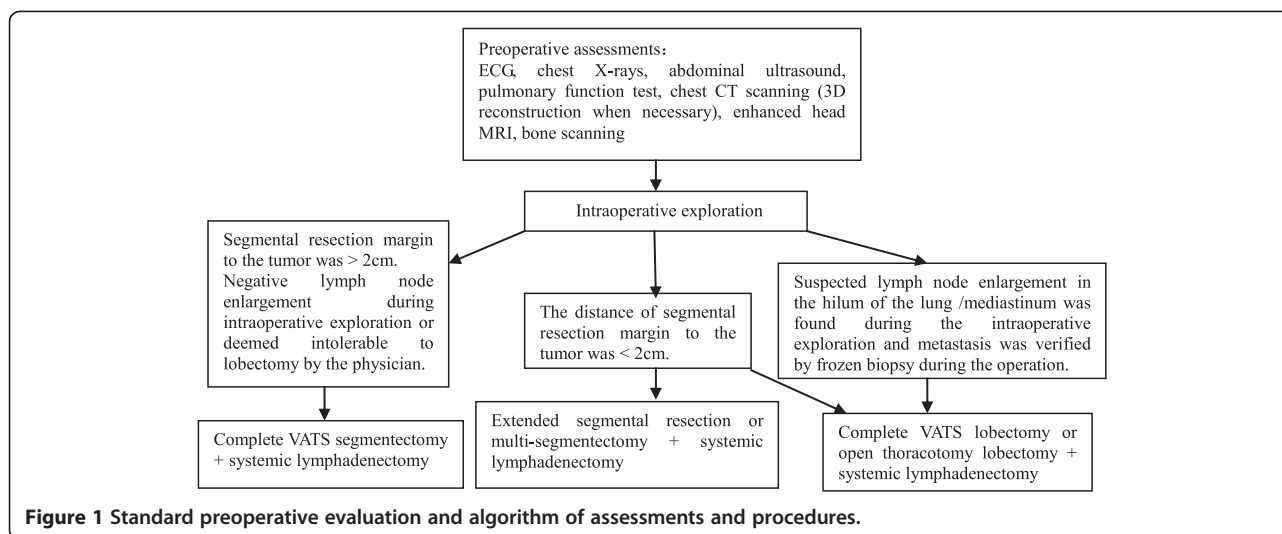 Preoperative assessments：
ECG, chest X-rays, abdominal ultrasound,
pulmonary function test, chest CT scanning (3D
reconstruction when necessary), enhanced head
MRI, bone scanning
Intraoperative exploration
Segmental resection margin
to the tumor was > 2cm.
Negative lymph node
enlargement during
intraoperative exploration or
deemed intolerable to
lobectomy by the physician.
The distance of segmental
resection margin to the
tumor was < 2cm.
Suspected lymph node enlargement in
the hilum of the lung /mediastinum was
found during the intraoperative
exploration and metastasis was verified
by frozen biopsy during the operation.
Complete VATS segmentectomy
+ systemic lymphadenectomy
Extended segmental resection or
multi-segmentectomy + systemic
lymphadenectomy
Complete VATS lobectomy or
open thoracotomy lobectomy +
systemic lymphadenectomy
Figure 1 Standard preoperative evaluation and algorithm of assessments and procedures.